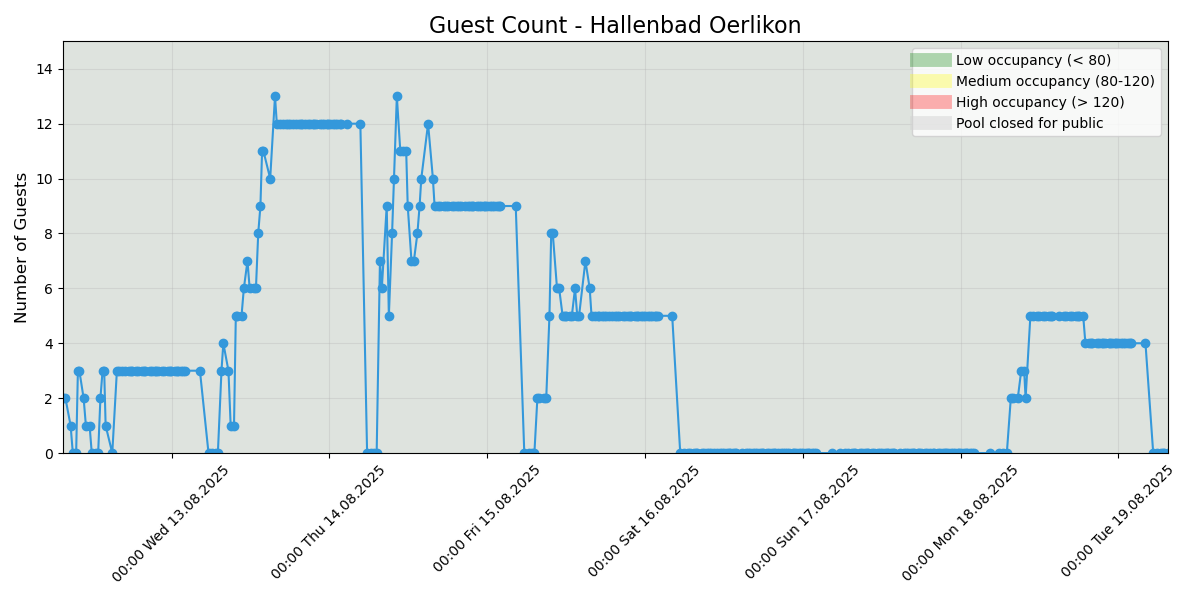 Guest Count - Hallenbad Oerlikon
Number of Guests
14
12
10
8
6
4
2
0
Low occupancy (< 80)
Medium occupancy (80-120)
High occupancy (> 120)
Pool closed for public
00:00 Wed 13.08.2025
00:00 Thu 14.08.2025
00:00 Fri 15.08.2025
00:00 Sat 16.08.2025
00:00 Sun 17.08.2025
00:00 Mon 18.08.2025
00:00 Tue 19.08.2025